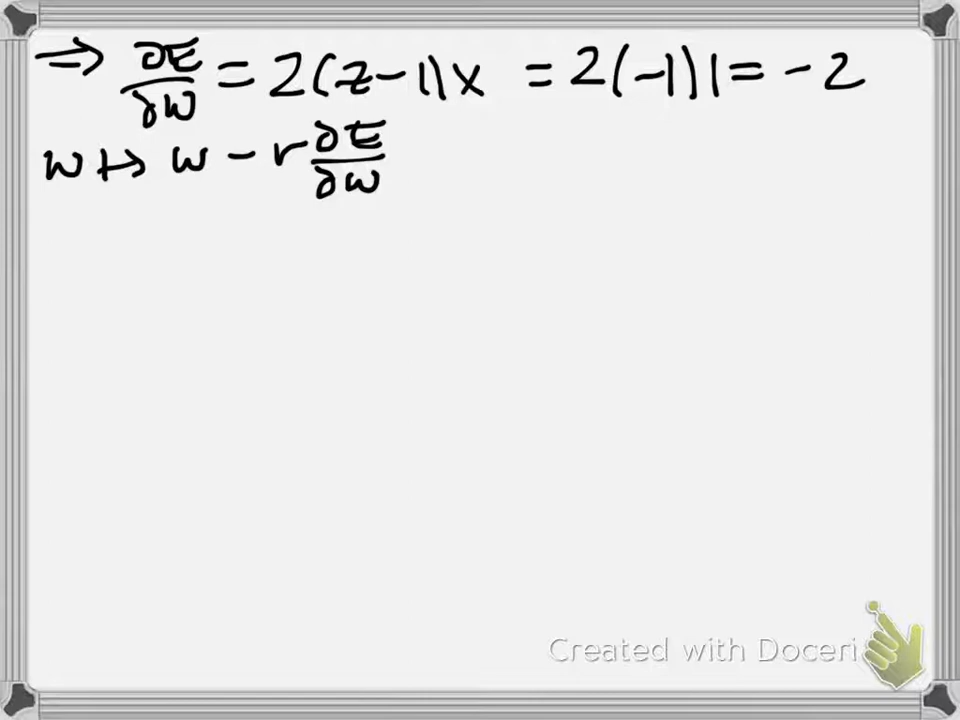 ⇒ ∂E/∂w = 2(z-1)x = 2(-1)1 = -2
w ↦ w - r ∂E/∂w
Created with Doceri